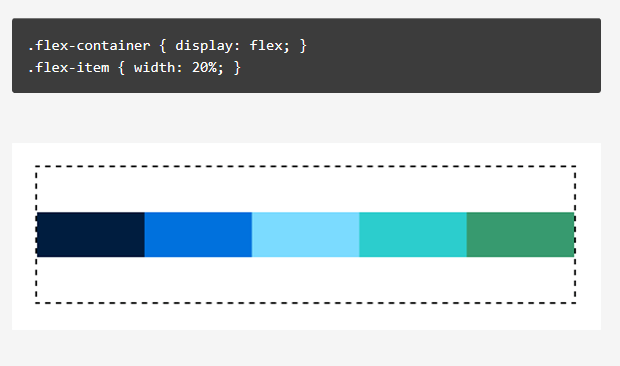 .flex-container { display: flex; }
.flex-item { width: 20%; }